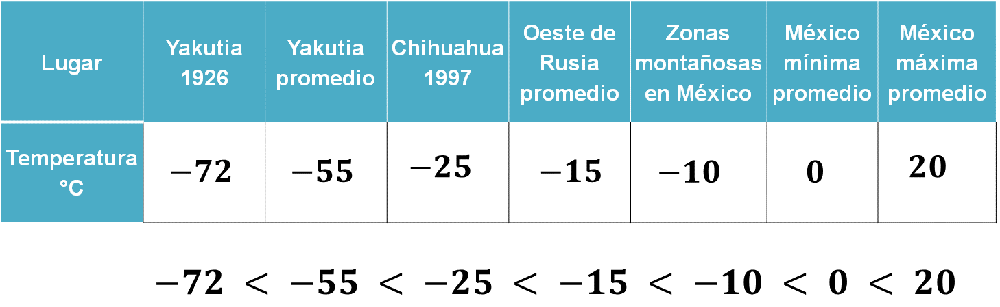 Lugar
Yakutia
1926
Yakutia
promedio
Chihuahua
1997
Oeste de
Rusia
promedio
Zonas
montañosas
en México
México
mínima
promedio
México
máxima
promedio
Temperatura
°C
−72
−55
−25
−15
−10
0
20
−72 < −55 < −25 < −15 < −10 < 0 < 20